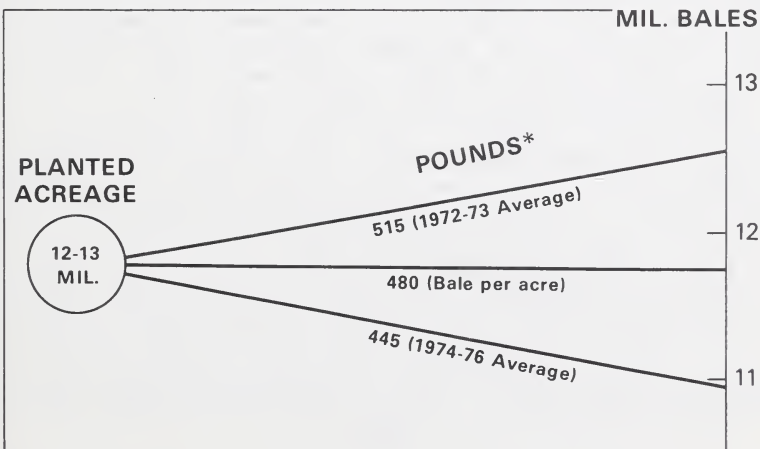 MIL. BALES
13
POUNDS*
PLANTED
ACREAGE
515 (1972-73 Average)
12
12-13
MIL.
480 (Bale per acre)
445 (1974-76 Average)
11